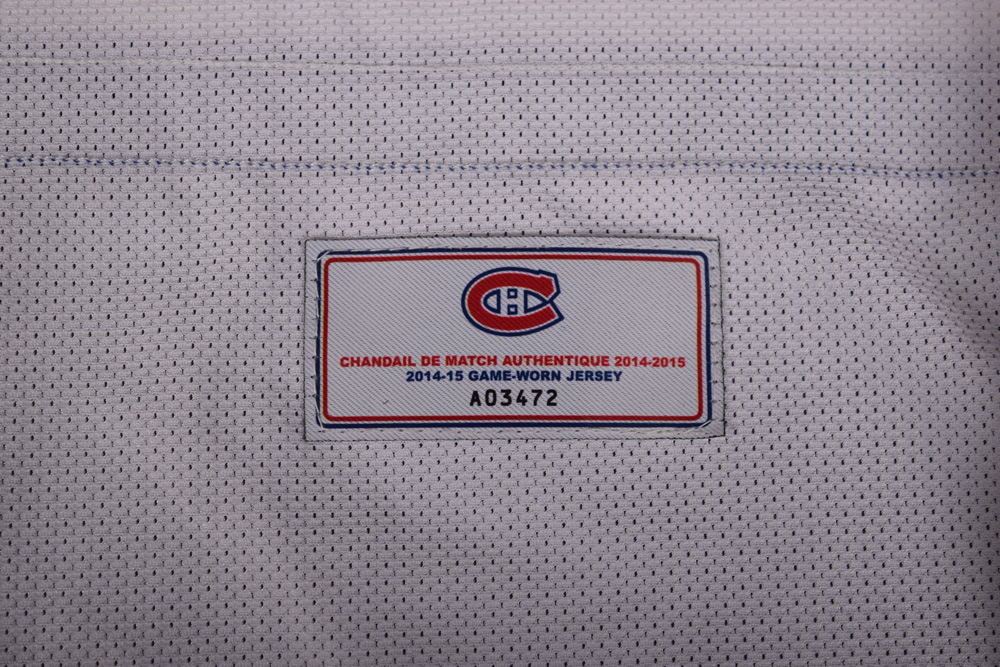 CHANDAIL DE MATCH AUTHENTIQUE 2014-2015
2014-15 GAME-WORN JERSEY
A03472